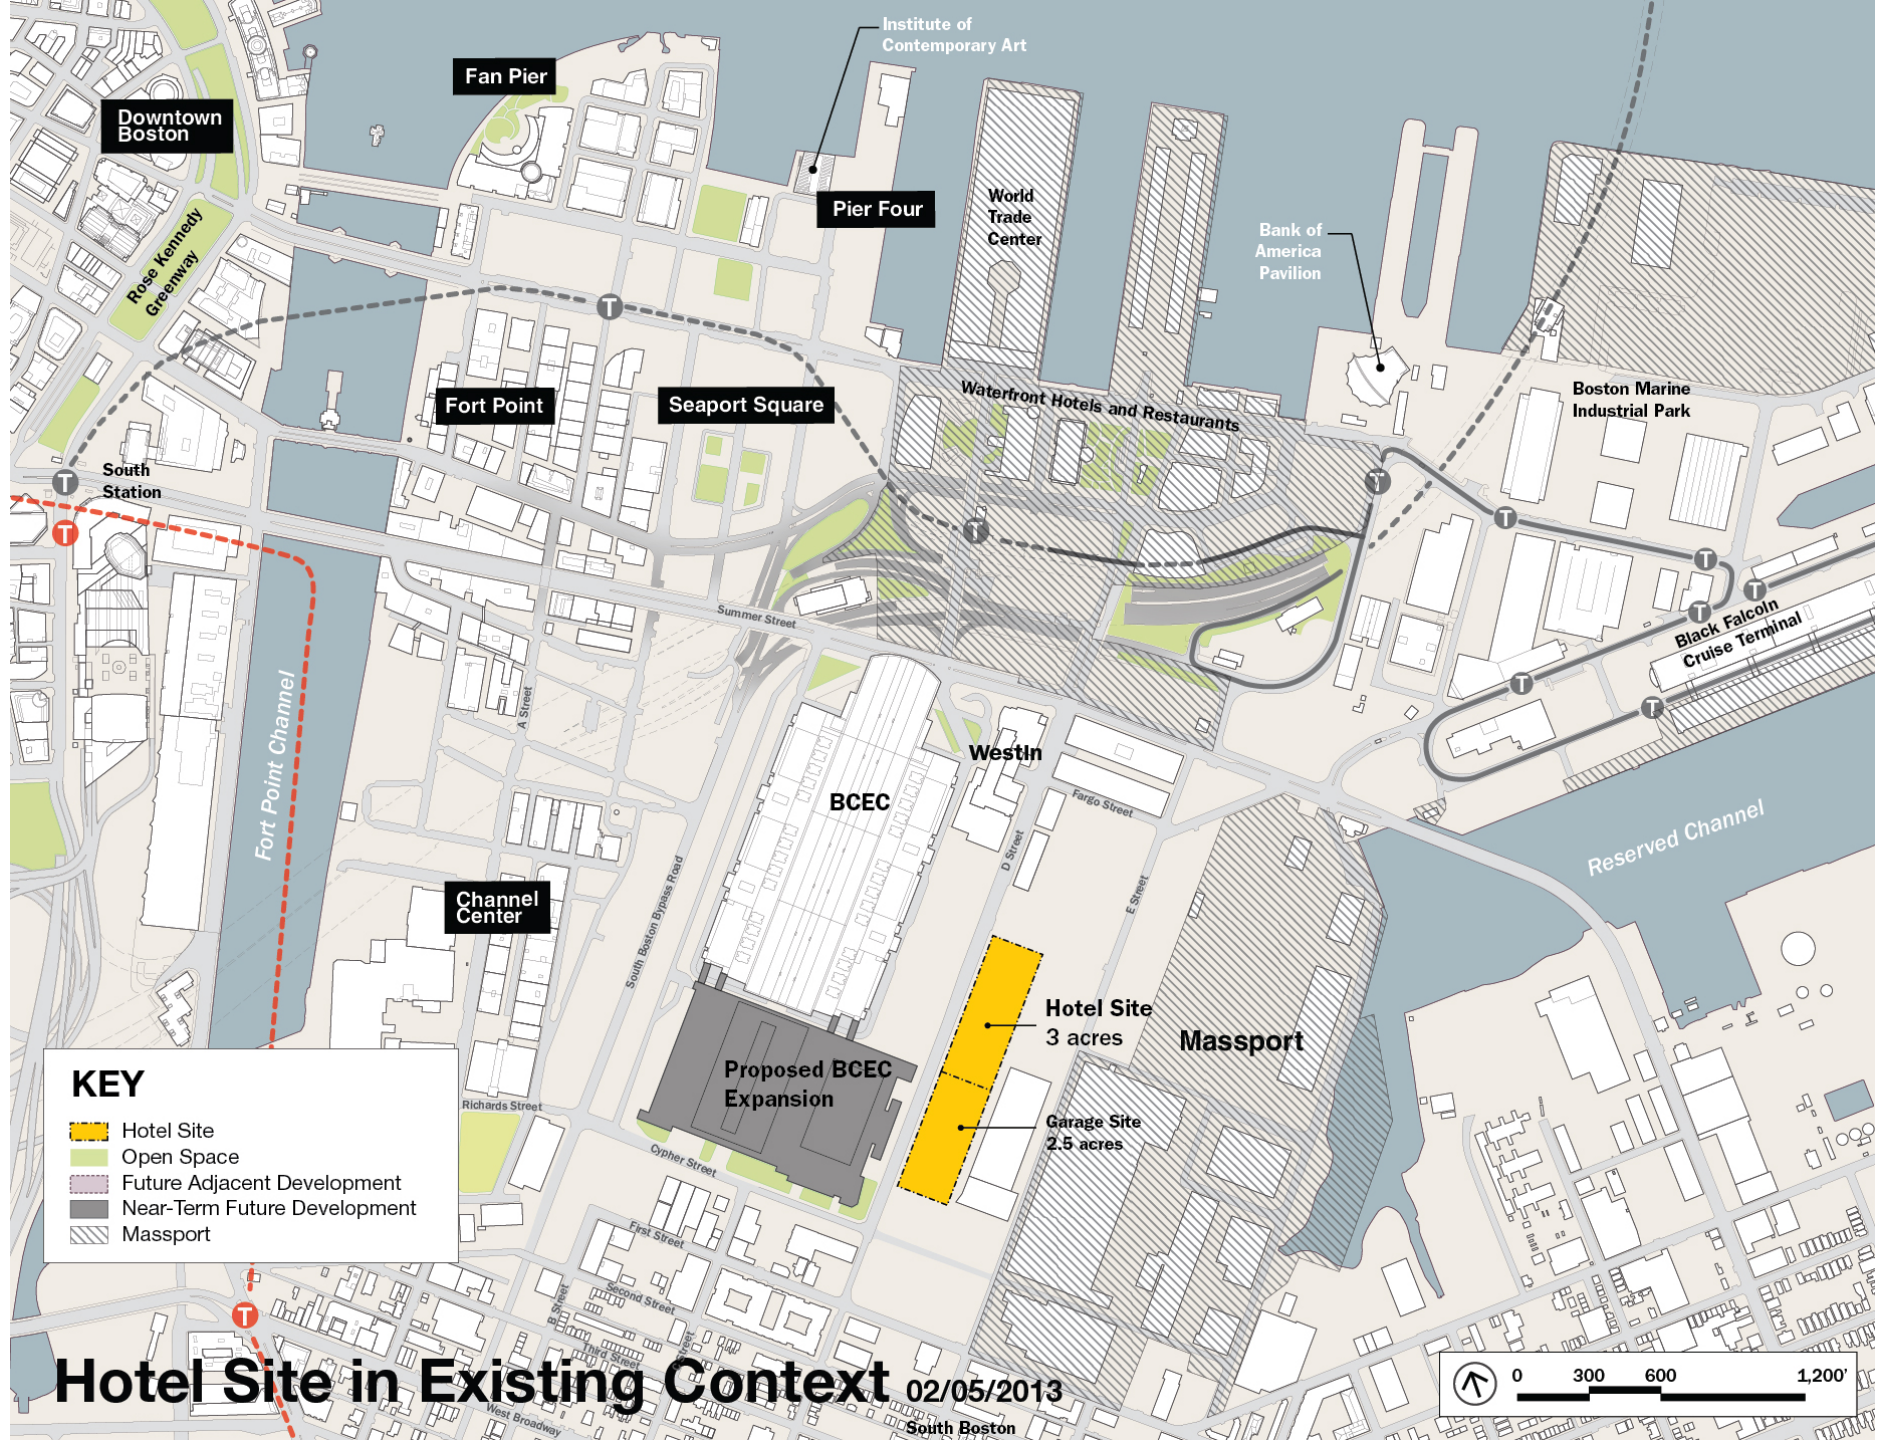 Institute of
Contemporary Art
Fan Pier
Downtown
Boston
World
Trade
Center
Pier Four
Bank of
America
Pavilion
Rose Kennedy
Greenway
Waterfront Hotels and Restaurants
Boston Marine
Industrial Park
Fort Point
Seaport Square
T
South
Station
T
T
T
T
T
T
T
T
T
T
T
Black Falcoln
Cruise Terminal
Summer Street
A Street
Fort Point Channel
WestIn
BCEC
Fargo Street
D Street
E Street
Reserved Channel
South Boston Bypass Road
Channel
Center
Hotel Site
3 acres
Massport
Proposed BCEC
Expansion
Garage Site
2.5 acres
Richards Street
Cypher Street
KEY
Hotel Site
Open Space
Future Adjacent Development
Near-Term Future Development
Massport
First Street
B Street
Second Street
Third Street
T
Hotel Site in Existing Context 02/05/2013
West Broadway
South Boston
0 300 600 1,200'